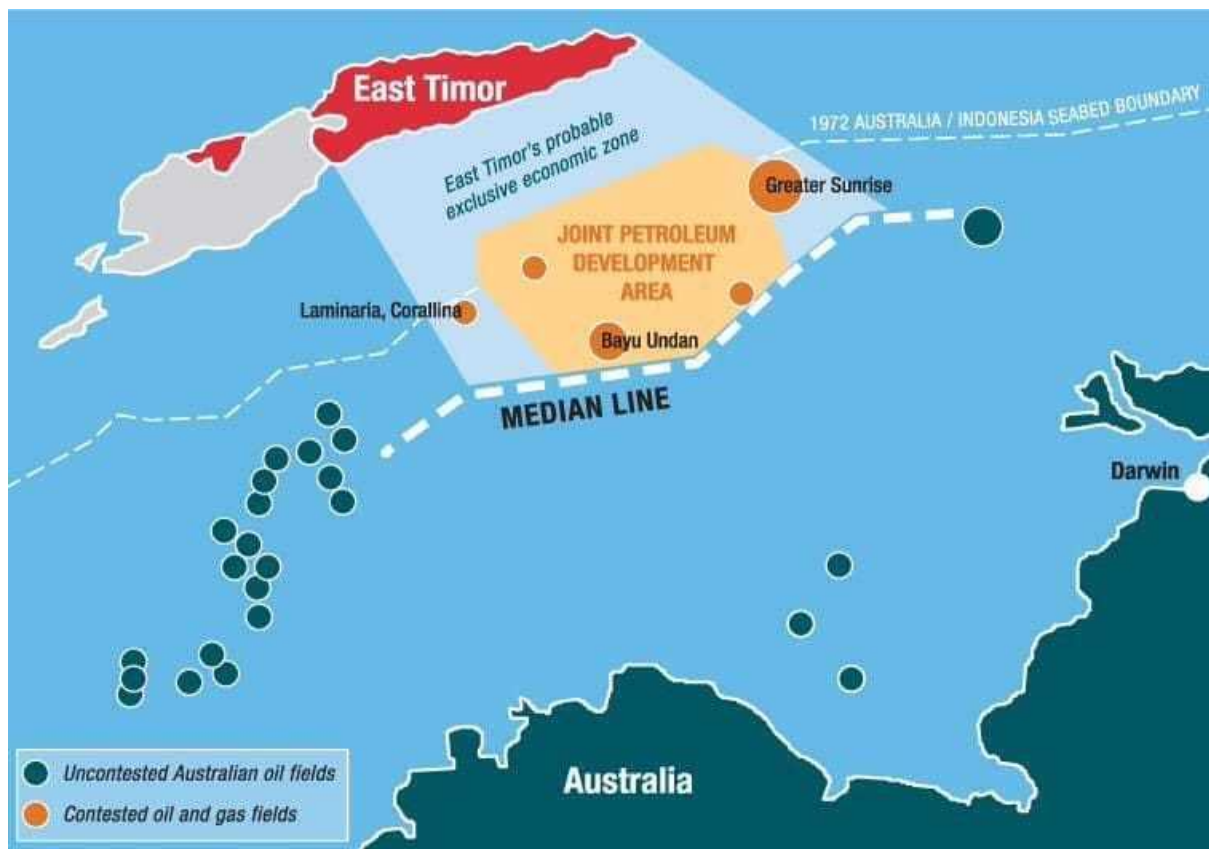 East Timor
1972 AUSTRALIA / INDONESIA SEABED BOUNDARY
East Timor's probable
exclusive economic zone
Greater Sunrise
JOINT PETROLEUM
DEVELOPMENT
AREA
Laminaria, Corallina
Bayu Undan
MEDIAN LINE
Darwin
Australia
Uncontested Australian oil fields
Contested oil and gas fields